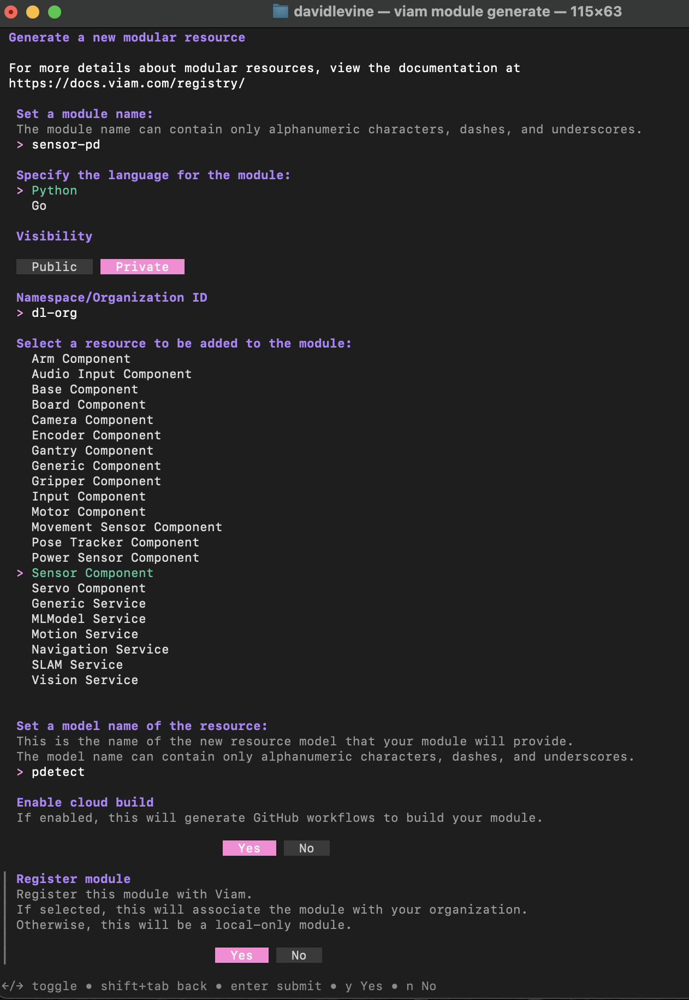 davidlevine — viam module generate — 115×63
Generate a new modular resource
For more details about modular resources, view the documentation at
https://docs.viam.com/registry/
Set a module name:
The module name can contain only alphanumeric characters, dashes, and underscores.
> sensor-pd
Specify the language for the module:
> Python
Go
Visibility
Public Private
Namespace/Organization ID
> dl-org
Select a resource to be added to the module:
Arm Component
Audio Input Component
Base Component
Board Component
Camera Component
Encoder Component
Gantry Component
Generic Component
Gripper Component
Input Component
Motor Component
Movement Sensor Component
Pose Tracker Component
Power Sensor Component
> Sensor Component
Servo Component
Generic Service
MLModel Service
Motion Service
Navigation Service
SLAM Service
Vision Service
Set a model name of the resource:
This is the name of the new resource model that your module will provide.
The model name can contain only alphanumeric characters, dashes, and underscores.
> pdetect
Enable cloud build
If enabled, this will generate GitHub workflows to build your module.
Yes No
Register module
Register this module with Viam.
If selected, this will associate the module with your organization.
Otherwise, this will be a local-only module.
Yes No
←/→ toggle • shift+tab back • enter submit • y Yes • n No